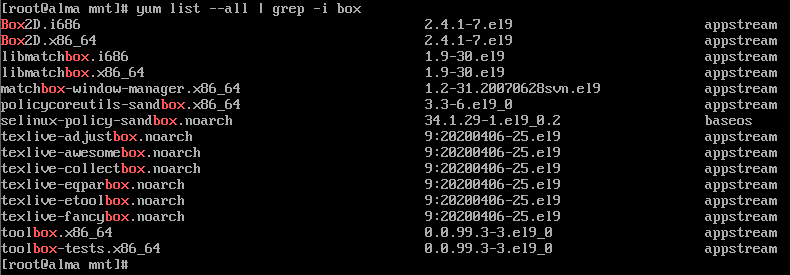 [root@alma mnt]# yum list --all | grep -i box
Box2D.i686 2.4.1-7.el9 appstream
Box2D.x86_64 2.4.1-7.el9 appstream
libmatchbox.i686 1.9-30.el9 appstream
libmatchbox.x86_64 1.9-30.el9 appstream
matchbox-window-manager.x86_64 1.2-31.20070628svn.el9 appstream
policycoreutils-sandbox.x86_64 3.3-6.el9_0 appstream
selinux-policy-sandbox.noarch 34.1.29-1.el9_0.2 baseos
texlive-adjustbox.noarch 9:20200406-25.el9 appstream
texlive-awesomebox.noarch 9:20200406-25.el9 appstream
texlive-collectbox.noarch 9:20200406-25.el9 appstream
texlive-eqparbox.noarch 9:20200406-25.el9 appstream
texlive-etoolbox.noarch 9:20200406-25.el9 appstream
texlive-fancybox.noarch 9:20200406-25.el9 appstream
toolbox.x86_64 0.0.99.3-3.el9_0 appstream
toolbox-tests.x86_64 0.0.99.3-3.el9_0 appstream
[root@alma mnt]#